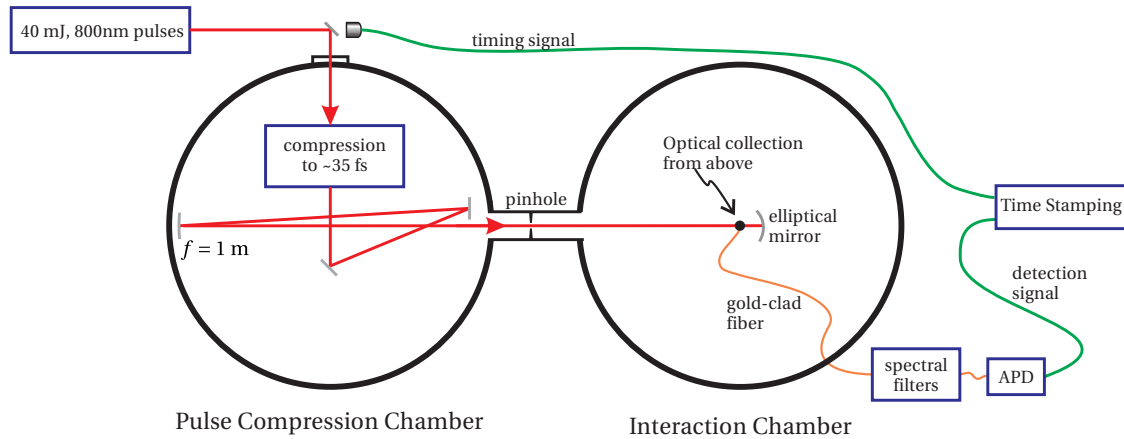 40 mJ, 800nm pulses
timing signal
compression
to ~35 fs
pinhole
Optical collection
from above
elliptical
mirror
Time Stamping
f = 1 m
gold-clad
fiber
detection
signal
spectral
filters
APD
Pulse Compression Chamber
Interaction Chamber